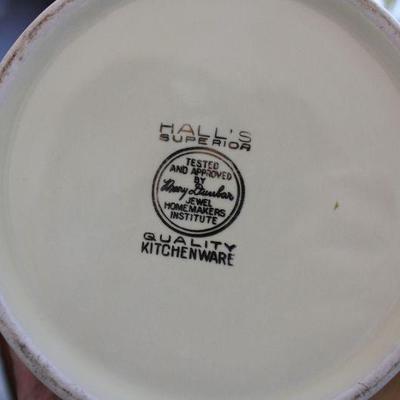 HALL'S
SUPERIOR
TESTED
AND APPROVED
BY
Mary Dunbar
JEWEL
HOMEMAKERS
INSTITUTE
QUALITY
KITCHENWARE